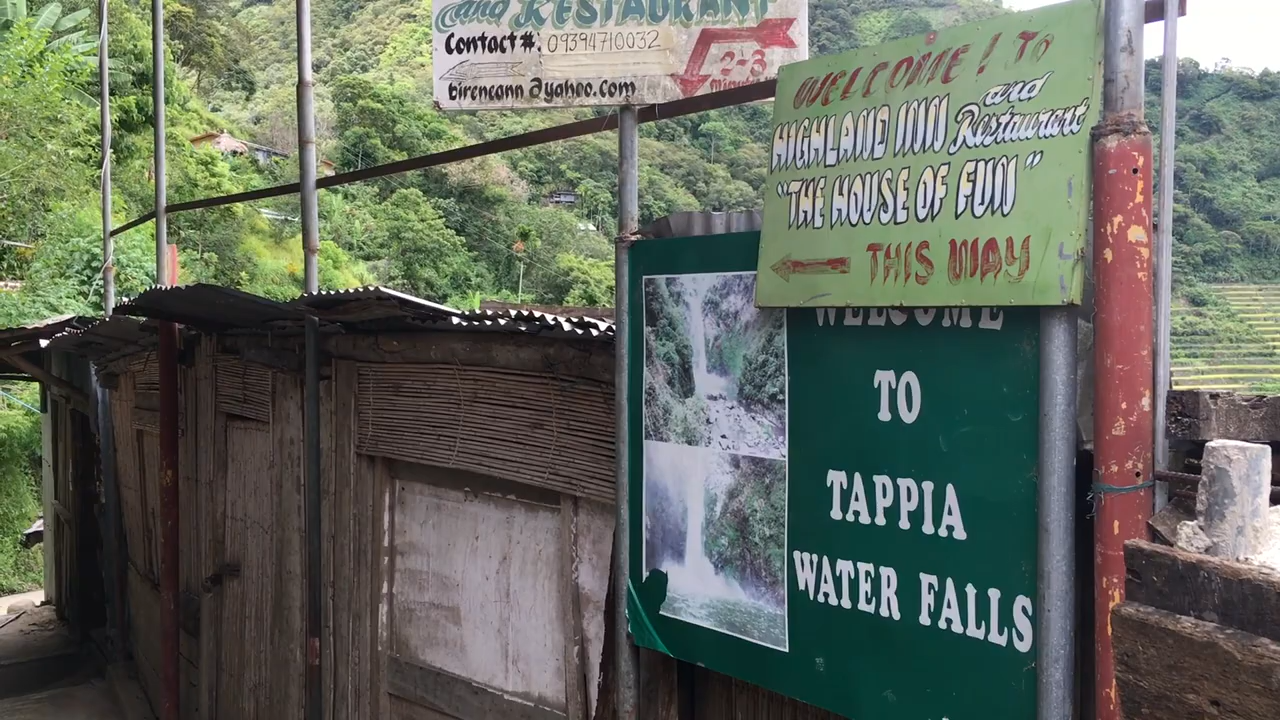 and RESTAURANT
Contact#: 09394710032
2-3
birencann@yahoo.com
WELCOME! To
HIGHLAND INN and Restaurant
"THE HOUSE OF FUN"
THIS WAY
WELCOME
TO
TAPPIA
WATER FALLS